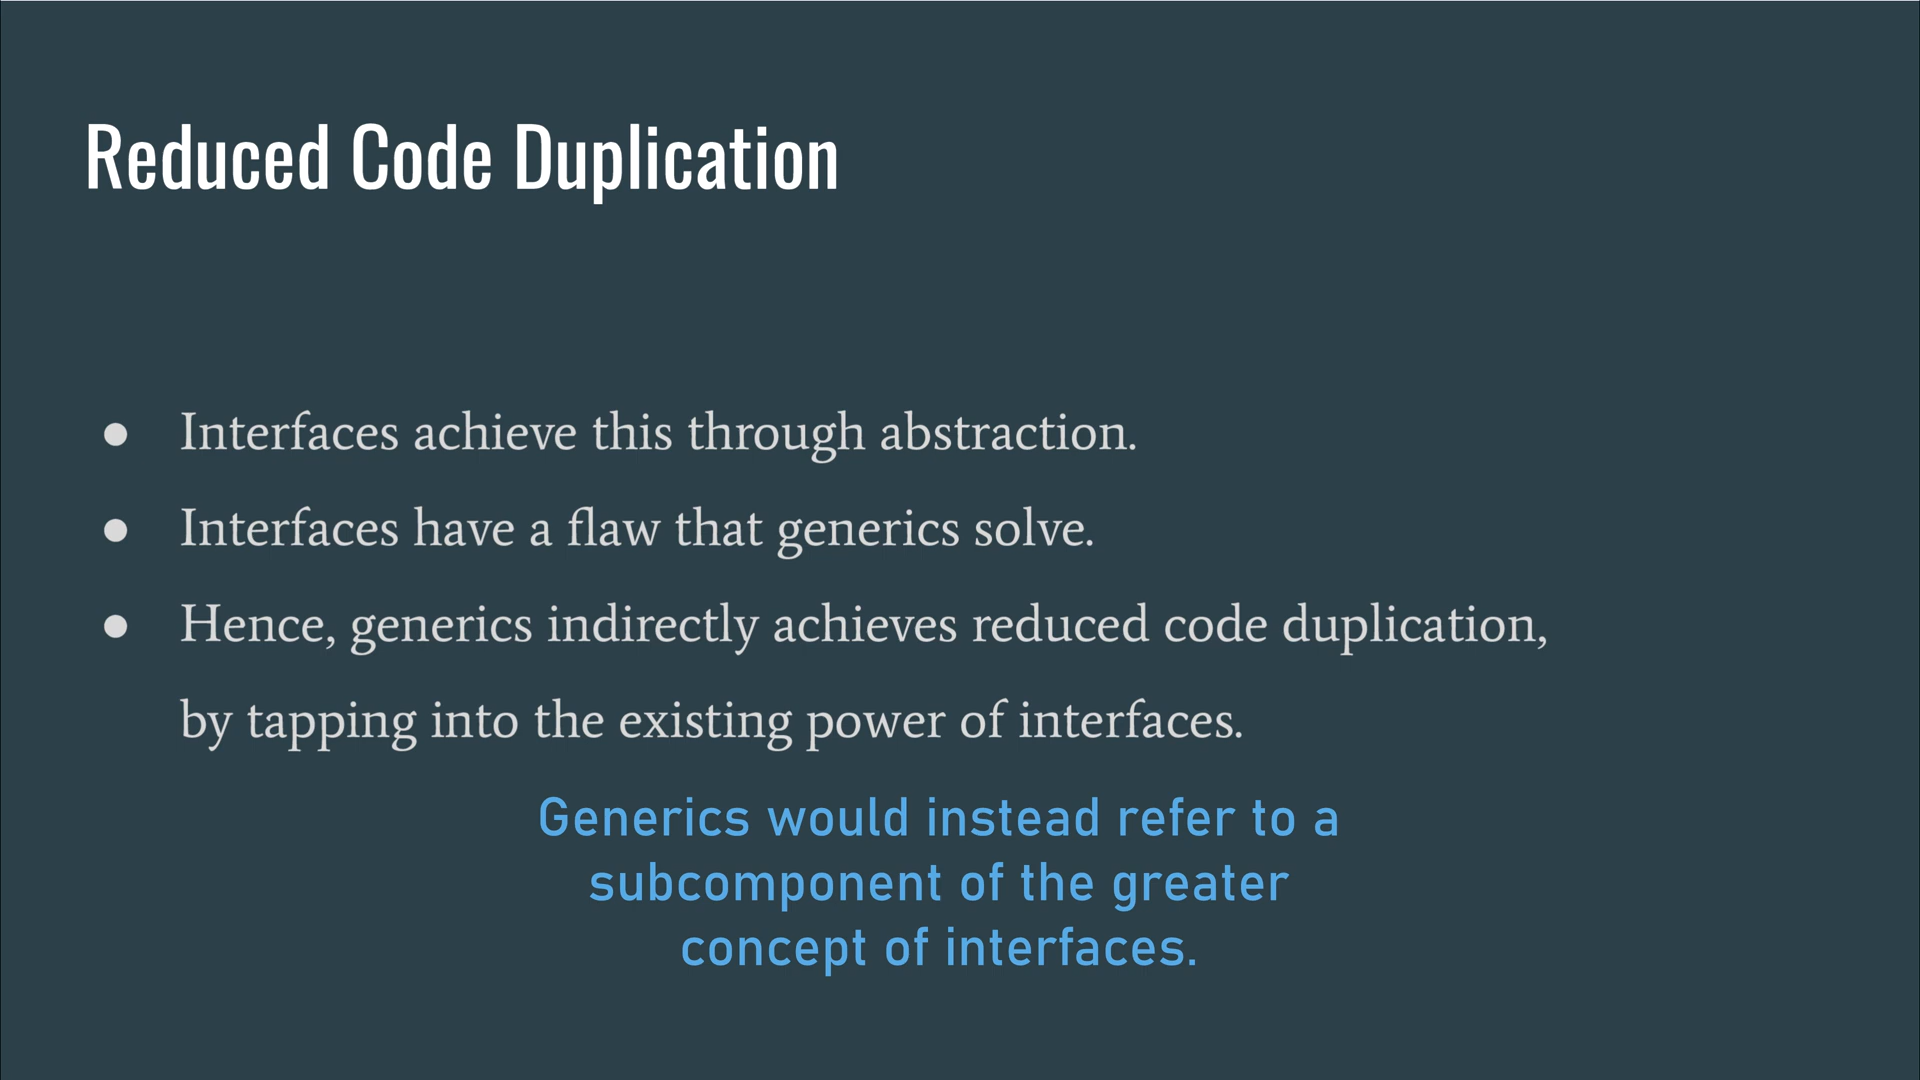 Reduced Code Duplication
● Interfaces achieve this through abstraction.
● Interfaces have a flaw that generics solve.
● Hence, generics indirectly achieves reduced code duplication,
by tapping into the existing power of interfaces.
Generics would instead refer to a
subcomponent of the greater
concept of interfaces.